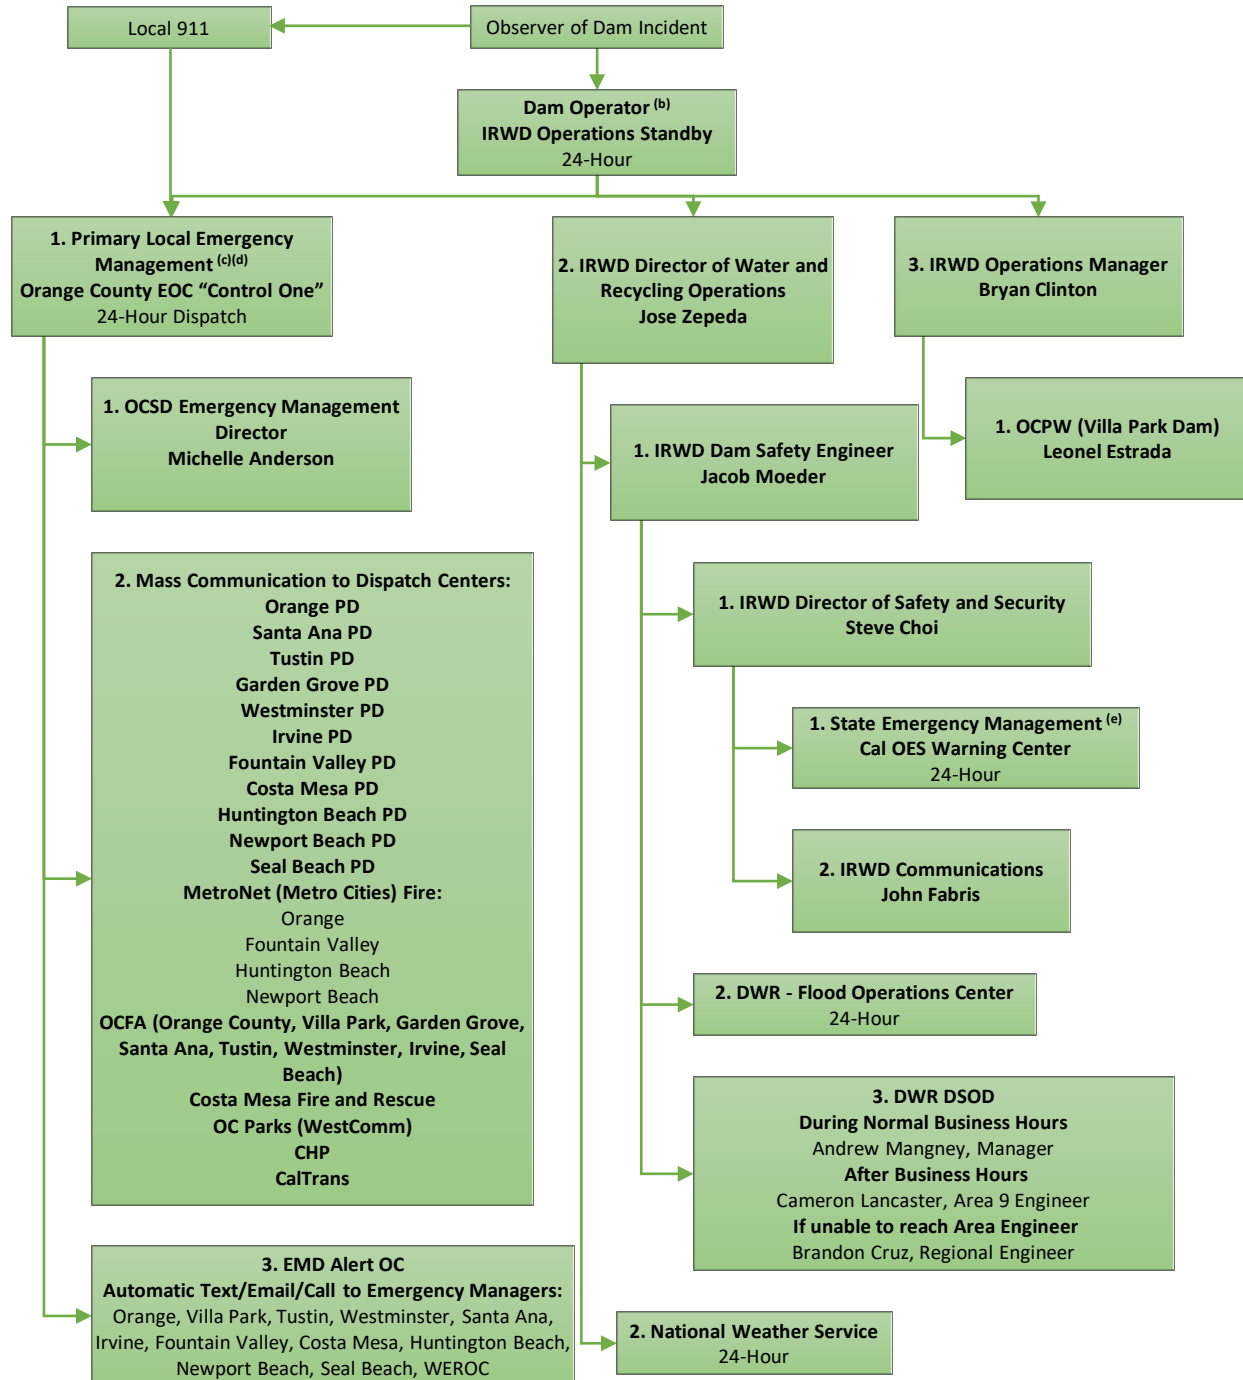 Local 911
Observer of Dam Incident
Dam Operator (b)
IRWD Operations Standby
24-Hour
1. Primary Local Emergency
Management (c)(d)
Orange County EOC “Control One”
24-Hour Dispatch
2. IRWD Director of Water and
Recycling Operations
Jose Zepeda
3. IRWD Operations Manager
Bryan Clinton
1. OCSD Emergency Management
Director
Michelle Anderson
1. OCPW (Villa Park Dam)
Leonel Estrada
1. IRWD Dam Safety Engineer
Jacob Moeder
2. Mass Communication to Dispatch Centers:
Orange PD
Santa Ana PD
Tustin PD
Garden Grove PD
Westminster PD
Irvine PD
Fountain Valley PD
Costa Mesa PD
Huntington Beach PD
Newport Beach PD
Seal Beach PD
MetroNet (Metro Cities) Fire:
Orange
Fountain Valley
Huntington Beach
Newport Beach
OCFA (Orange County, Villa Park, Garden Grove,
Santa Ana, Tustin, Westminster, Irvine, Seal
Beach)
Costa Mesa Fire and Rescue
OC Parks (WestComm)
CHP
CalTrans
1. IRWD Director of Safety and Security
Steve Choi
1. State Emergency Management (e)
Cal OES Warning Center
24-Hour
2. IRWD Communications
John Fabris
2. DWR - Flood Operations Center
24-Hour
3. DWR DSOD
During Normal Business Hours
Andrew Mangney, Manager
After Business Hours
Cameron Lancaster, Area 9 Engineer
If unable to reach Area Engineer
Brandon Cruz, Regional Engineer
3. EMD Alert OC
Automatic Text/Email/Call to Emergency Managers:
Orange, Villa Park, Tustin, Westminster, Santa Ana,
Irvine, Fountain Valley, Costa Mesa, Huntington Beach,
Newport Beach, Seal Beach, WEROC
2. National Weather Service
24-Hour